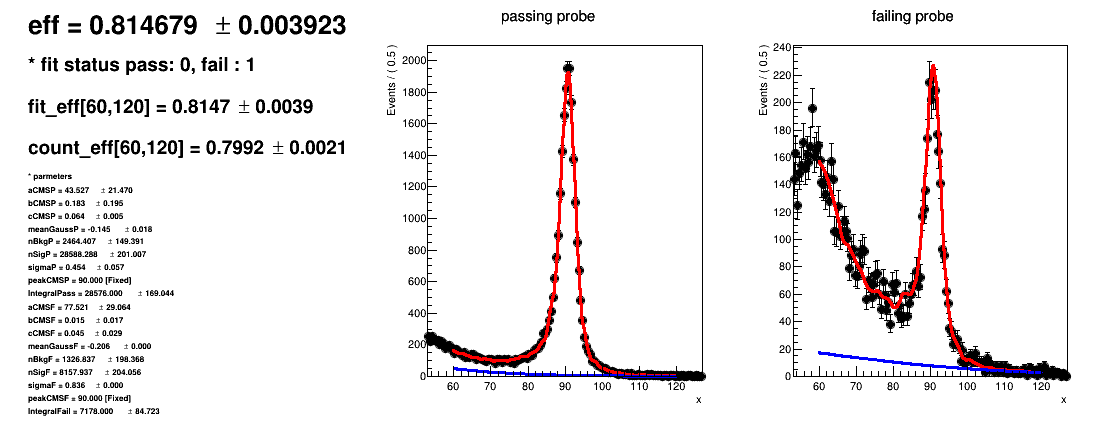 eff = 0.814679 ± 0.003923
* fit status pass: 0, fail : 1
fit_eff[60,120] = 0.8147 ± 0.0039
count_eff[60,120] = 0.7992 ± 0.0021
* parmeters
aCMSP = 43.527 ± 21.470
bCMSP = 0.183 ± 0.195
cCMSP = 0.064 ± 0.005
meanGaussP = -0.145 ± 0.018
nBkgP = 2464.407 ± 149.391
nSigP = 28588.288 ± 201.007
sigmaP = 0.454 ± 0.057
peakCMSP = 90.000 [Fixed]
IntegralPass = 28576.000 ± 169.044
aCMSF = 77.521 ± 29.064
bCMSF = 0.015 ± 0.017
cCMSF = 0.045 ± 0.029
meanGaussF = -0.206 ± 0.000
nBkgF = 1326.837 ± 198.368
nSigF = 8157.937 ± 204.056
sigmaF = 0.836 ± 0.000
peakCMSF = 90.000 [Fixed]
IntegralFail = 7178.000 ± 84.723
passing probe
Events / ( 0.5 )
2000
1800
1600
1400
1200
1000
800
600
400
200
0
60 70 80 90 100 110 120
x
failing probe
Events / ( 0.5 )
240
220
200
180
160
140
120
100
80
60
40
20
0
60 70 80 90 100 110 120
x